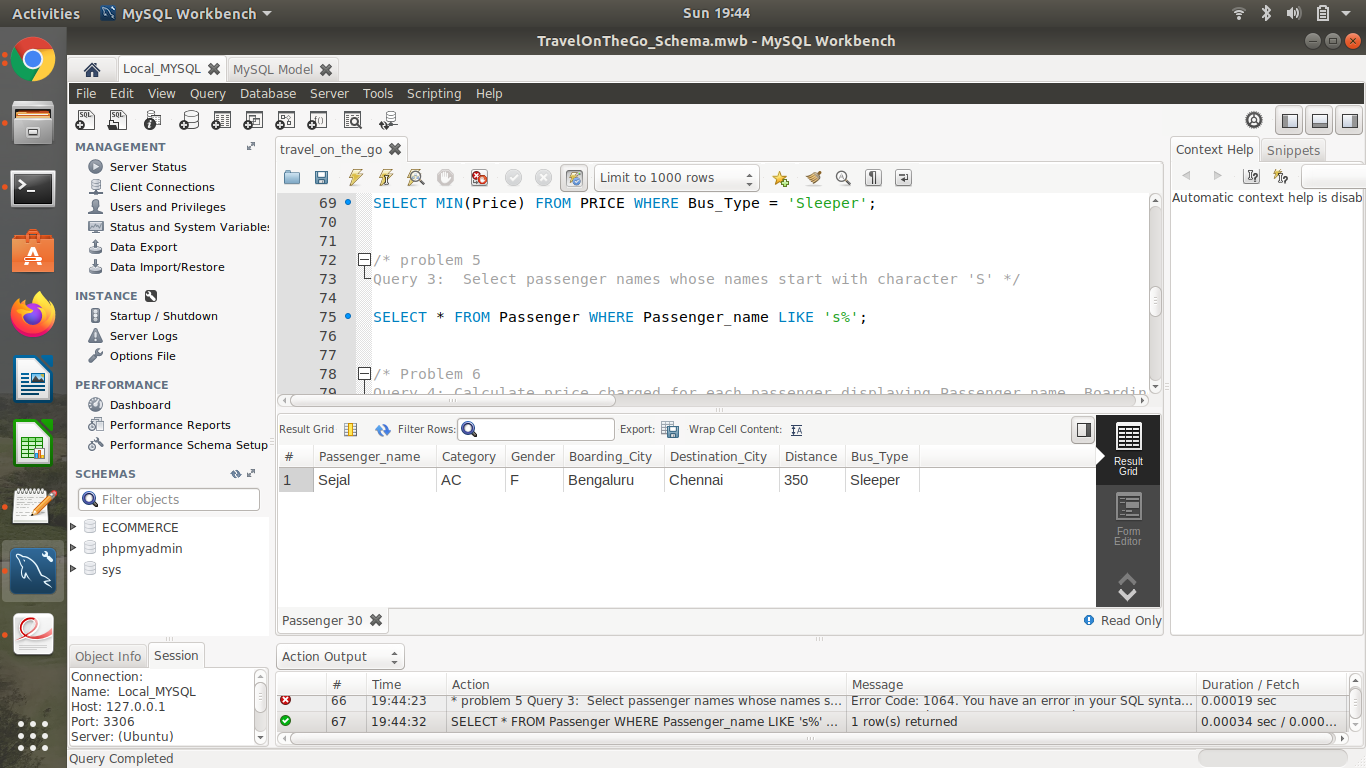 Activities MySQL Workbench Sun 19:44
TravelOnTheGo_Schema.mwb - MySQL Workbench
Local_MYSQL MySQL Model
File Edit View Query Database Server Tools Scripting Help
MANAGEMENT
Server Status
Client Connections
Users and Privileges
Status and System Variables
Data Export
Data Import/Restore
INSTANCE
Startup / Shutdown
Server Logs
Options File
PERFORMANCE
Dashboard
Performance Reports
Performance Schema Setup
SCHEMAS
Filter objects
ECOMMERCE
phpmyadmin
sys
Object Info Session
Connection:
Name: Local_MYSQL
Host: 127.0.0.1
Port: 3306
Server: (Ubuntu)
travel_on_the_go
Limit to 1000 rows
69 SELECT MIN(Price) FROM PRICE WHERE Bus_Type = 'Sleeper';
70
71
72 /* problem 5
73 Query 3:  Select passenger names whose names start with character 'S' */
74
75 SELECT * FROM Passenger WHERE Passenger_name LIKE 's%';
76
77
78 /* Problem 6
79 Query 4: Calculate price charged for each passenger displaying Passenger name, Boardin
Result Grid Filter Rows: Export: Wrap Cell Content:
# Passenger_name Category Gender Boarding_City Destination_City Distance Bus_Type
1 Sejal AC F Bengaluru Chennai 350 Sleeper
Result
Grid
Form
Editor
Passenger 30 Read Only
Context Help Snippets
Automatic context help is disab
Action Output
# Time Action Message Duration / Fetch
66 19:44:23 * problem 5 Query 3:  Select passenger names whose names s... Error Code: 1064. You have an error in your SQL synta... 0.00019 sec
67 19:44:32 SELECT * FROM Passenger WHERE Passenger_name LIKE 's%' ... 1 row(s) returned 0.00034 sec / 0.000...
Query Completed